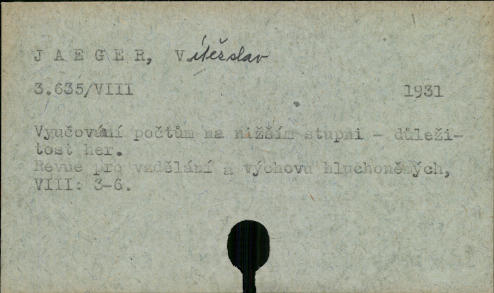 JAEGER, Vítězslav
3.635/VIII 1931
Vyučování počtům na nižším stupni - důleži-
tost her.
Revue pro vzdělání a výchovu hluchoněmých,
VIII: 3-6.